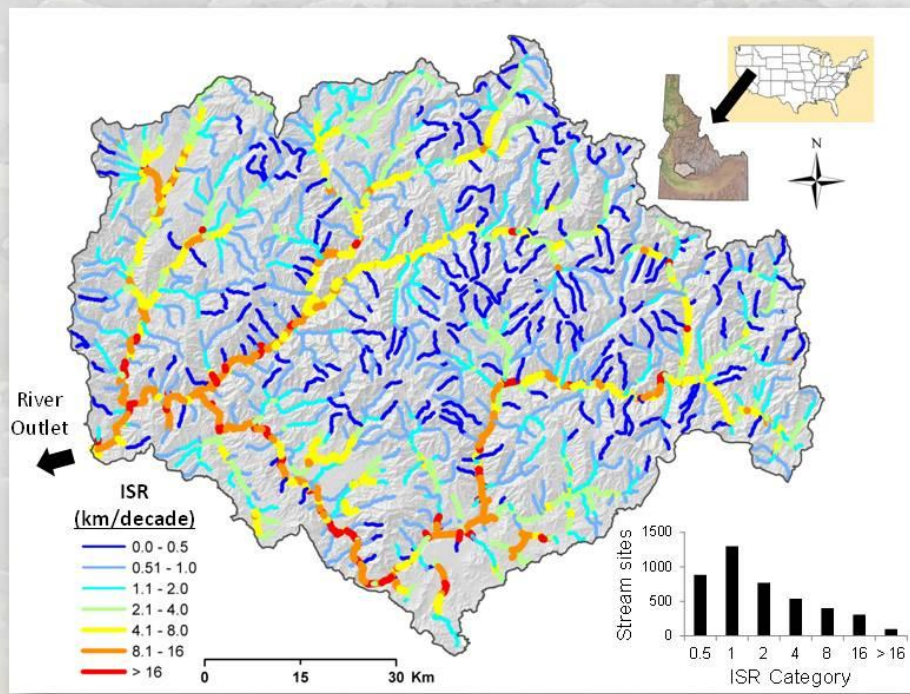 N
River
Outlet
ISR
(km/decade)
0.0 - 0.5
0.51 - 1.0
1.1 - 2.0
2.1 - 4.0
4.1 - 8.0
8.1 - 16
> 16
0 15 30 Km
Stream sites
1500
1000
500
0
0.5 1 2 4 8 16 > 16
ISR Category